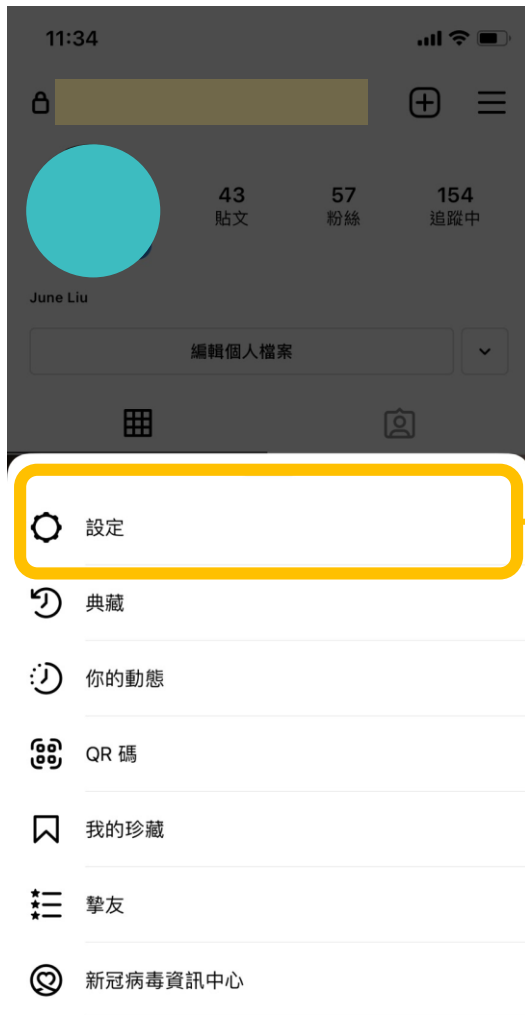 11:34
43 57 154
貼文 粉絲 追蹤中
June Liu
編輯個人檔案
設定
典藏
你的動態
QR 碼
我的珍藏
摯友
新冠病毒資訊中心